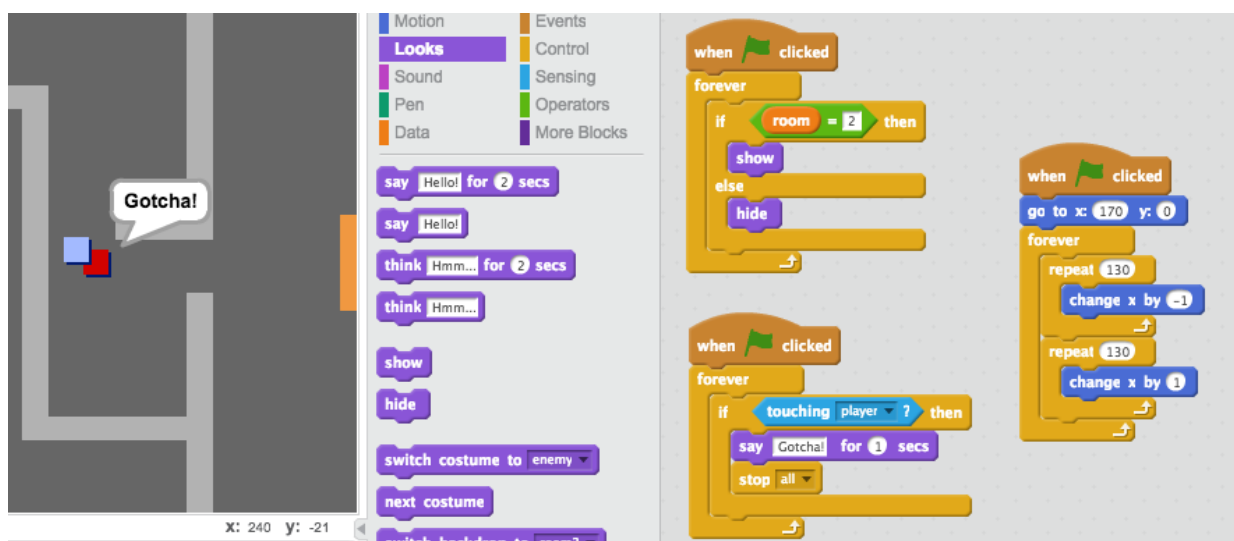 Gotcha!
x: 240 y: -21
Motion
Looks
Sound
Pen
Data
Events
Control
Sensing
Operators
More Blocks
say Hello! for 2 secs
say Hello!
think Hmm... for 2 secs
think Hmm...
show
hide
switch costume to enemy
next costume
switch backdrop to room2
when clicked
forever
if room = 2 then
show
else
hide
when clicked
forever
if touching player ? then
say Gotcha! for 1 secs
stop all
when clicked
go to x: 170 y: 0
forever
repeat 130
change x by -1
repeat 130
change x by 1